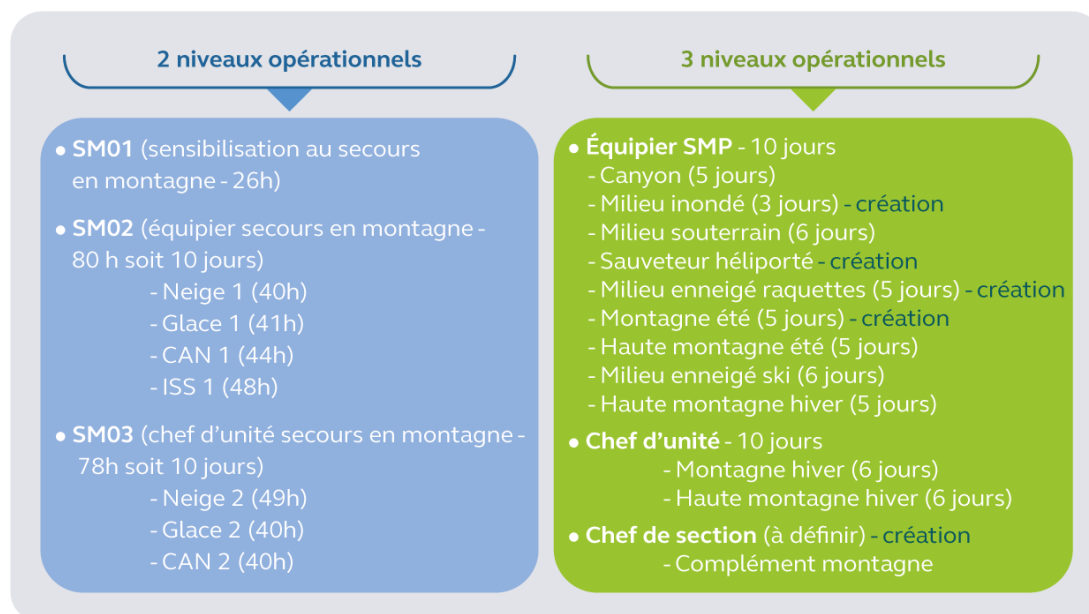 2 niveaux opérationnels
• SM01 (sensibilisation au secours
en montagne - 26h)
• SM02 (équipier secours en montagne -
80 h soit 10 jours)
- Neige 1 (40h)
- Glace 1 (41h)
- CAN 1 (44h)
- ISS 1 (48h)
• SM03 (chef d'unité secours en montagne -
78h soit 10 jours)
- Neige 2 (49h)
- Glace 2 (40h)
- CAN 2 (40h)
3 niveaux opérationnels
• Équipier SMP - 10 jours
- Canyon (5 jours)
- Milieu inondé (3 jours) - création
- Milieu souterrain (6 jours)
- Sauveteur héliporté - création
- Milieu enneigé raquettes (5 jours) - création
- Montagne été (5 jours) - création
- Haute montagne été (5 jours)
- Milieu enneigé ski (6 jours)
- Haute montagne hiver (5 jours)
• Chef d'unité - 10 jours
- Montagne hiver (6 jours)
- Haute montagne hiver (6 jours)
• Chef de section (à définir) - création
- Complément montagne